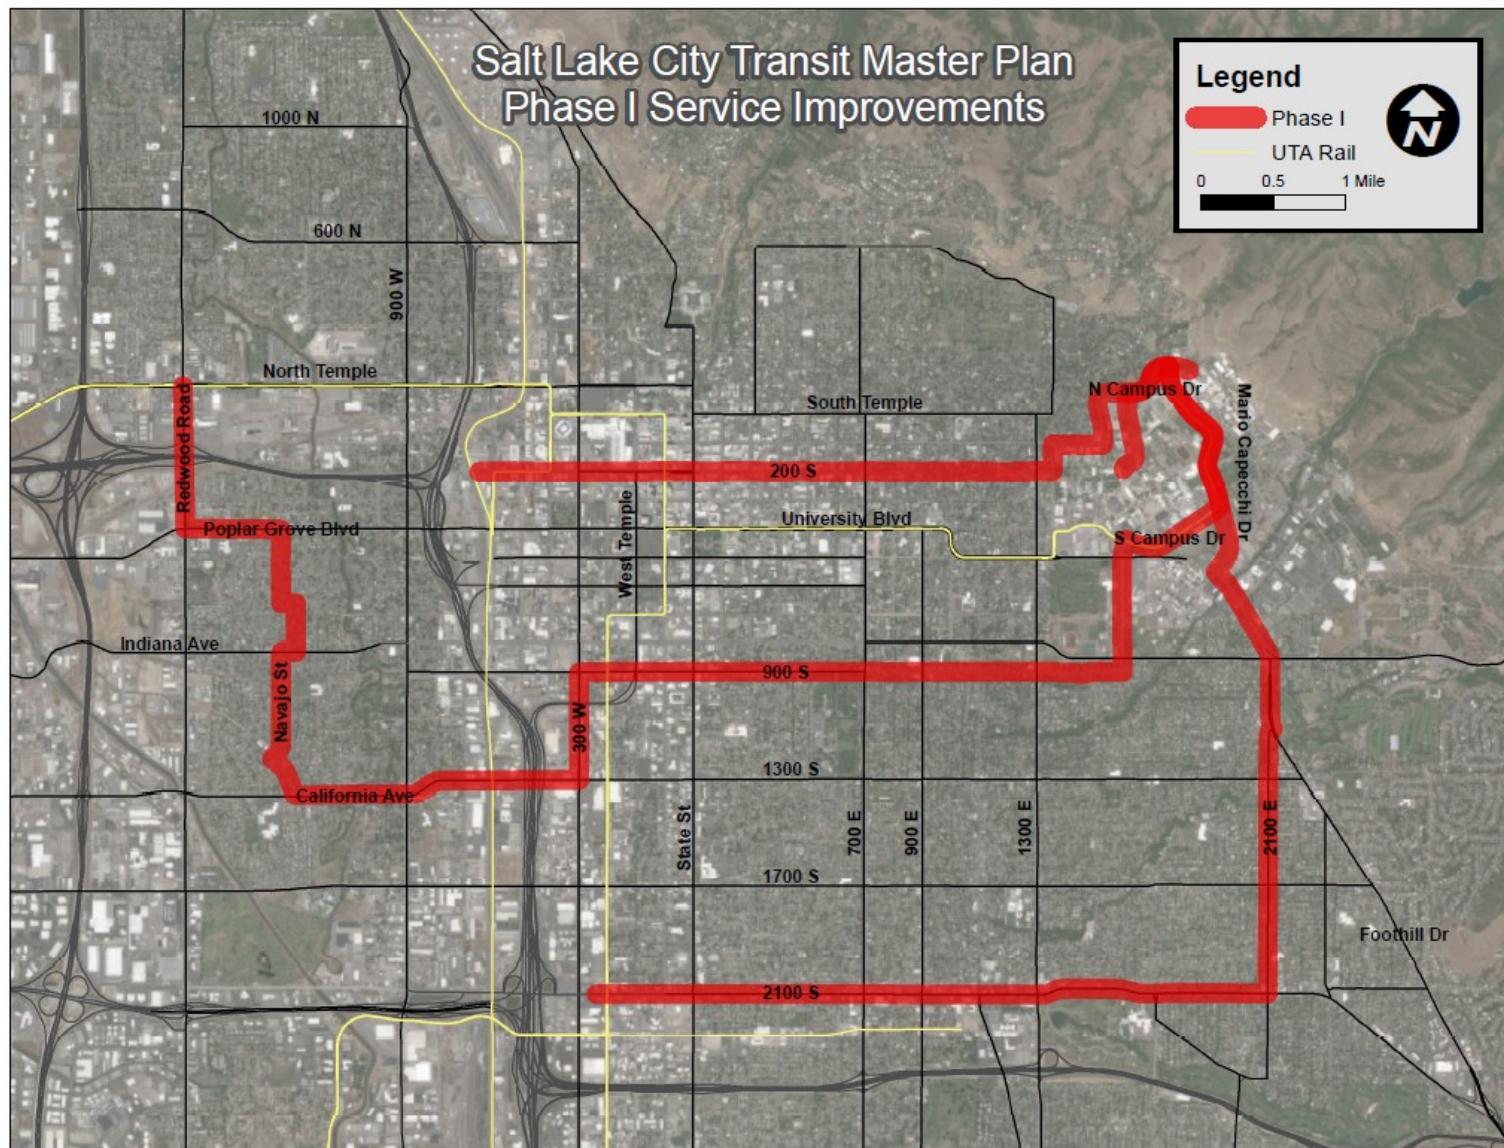 Salt Lake City Transit Master Plan
Phase I Service Improvements
Legend
Phase I
UTA Rail
0 0.5 1 Mile
N
1000 N
600 N
900 W
North Temple
South Temple
N Campus Dr
Mario Capecchi Dr
Redwood Road
200 S
West Temple
University Blvd
Poplar Grove Blvd
S Campus Dr
Indiana Ave
Navajo St
900 S
300 W
1300 S
California Ave
State St
700 E
900 E
1300 E
2100 E
1700 S
Foothill Dr
2100 S